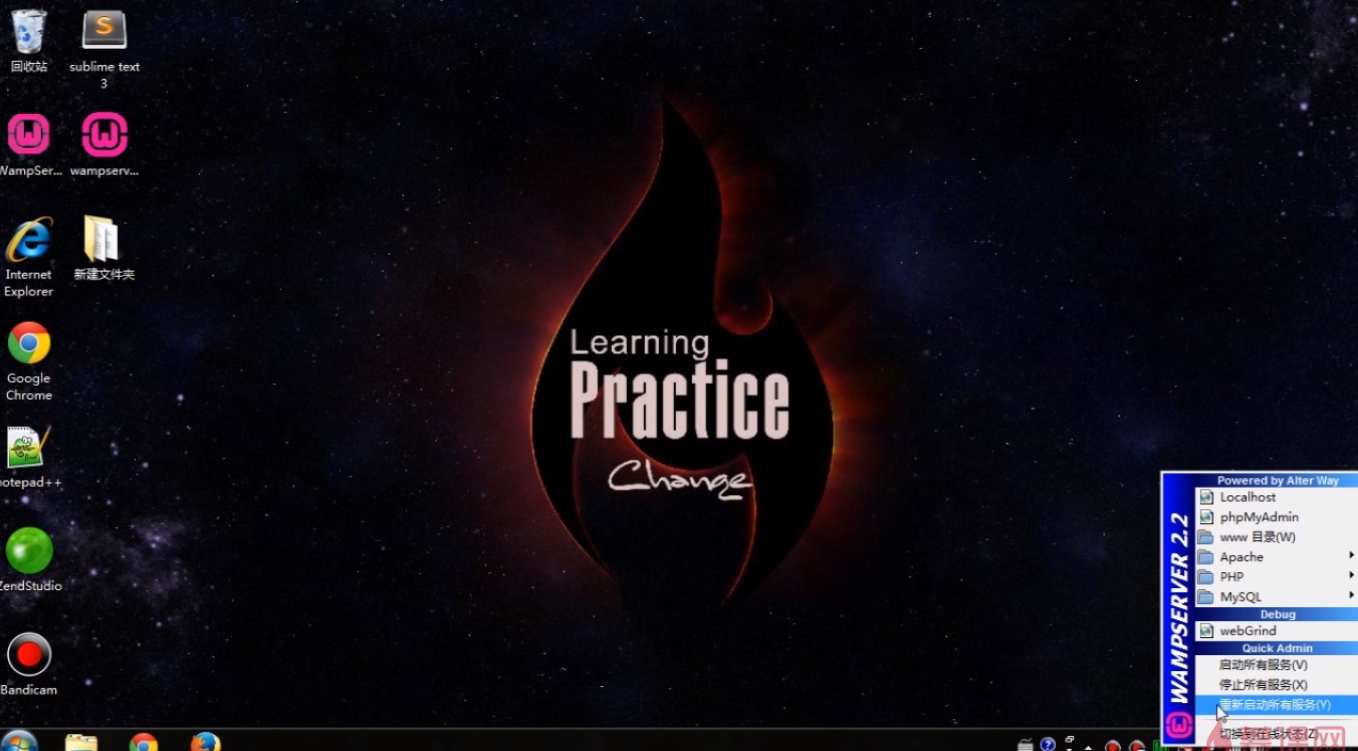 回收站
sublime text
3
WampSer...
wampserv...
Internet
Explorer
新建文件夹
Google
Chrome
notepad++
ZendStudio
Bandicam
Learning
Practice
Change
WAMPSERVER 2.2
Powered by Alter Way
Localhost
phpMyAdmin
www 目录(W)
Apache
PHP
MySQL
Debug
webGrind
Quick Admin
启动所有服务(V)
停止所有服务(X)
重新启动所有服务(Y)
切换到在线状态(Z)